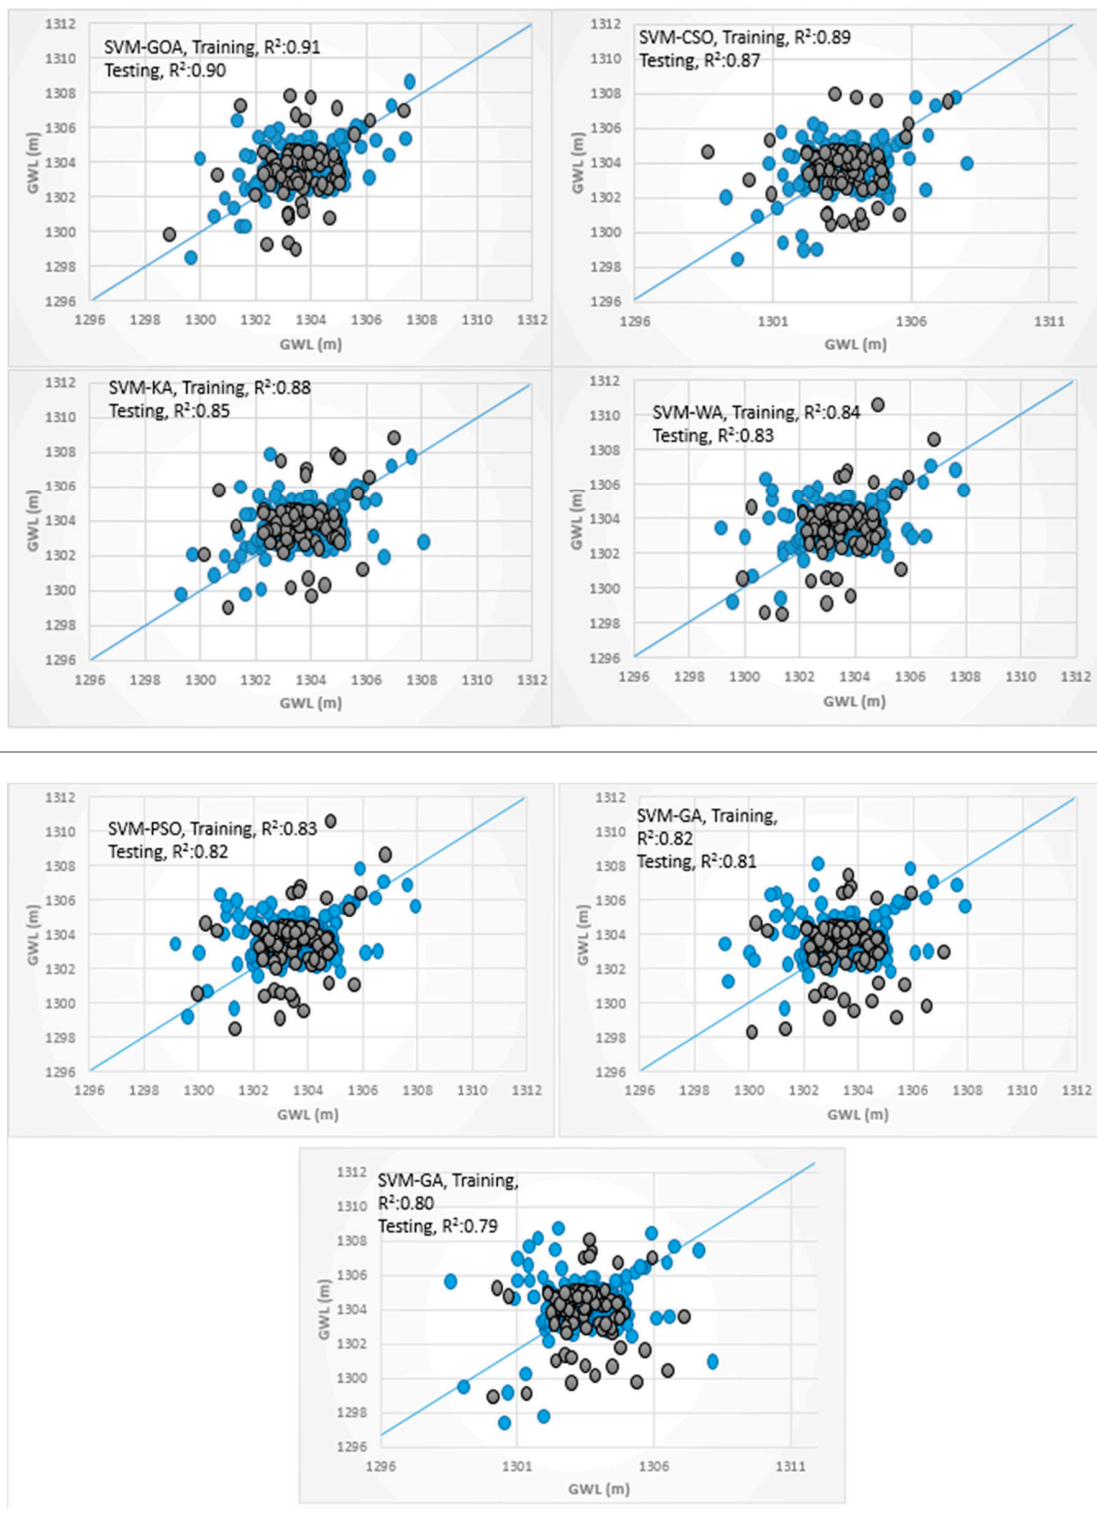 SVM-GOA, Training, R²:0.91
Testing, R²:0.90
1312
1310
1308
1306
1304
1302
1300
1298
1296
GWL (m)
1296 1298 1300 1302 1304 1306 1308 1310 1312
GWL (m)
SVM-CSO, Training, R²:0.89
Testing, R²:0.87
1312
1310
1308
1306
1304
1302
1300
1298
1296
GWL (m)
1296 1301 1306 1311
GWL (m)
SVM-KA, Training, R²:0.88
Testing, R²:0.85
1312
1310
1308
1306
1304
1302
1300
1298
1296
GWL (m)
1296 1298 1300 1302 1304 1306 1308 1310 1312
GWL (m)
SVM-WA, Training, R²:0.84
Testing, R²:0.83
1312
1310
1308
1306
1304
1302
1300
1298
1296
GWL (m)
1296 1298 1300 1302 1304 1306 1308 1310 1312
GWL (m)
SVM-PSO, Training, R²:0.83
Testing, R²:0.82
1312
1310
1308
1306
1304
1302
1300
1298
1296
GWL (m)
1296 1298 1300 1302 1304 1306 1308 1310 1312
GWL (m)
SVM-GA, Training,
R²:0.82
Testing, R²:0.81
1312
1310
1308
1306
1304
1302
1300
1298
1296
GWL (m)
1296 1298 1300 1302 1304 1306 1308 1310 1312
GWL (m)
SVM-GA, Training,
R²:0.80
Testing, R²:0.79
1312
1310
1308
1306
1304
1302
1300
1298
1296
GWL (m)
1296 1301 1306 1311
GWL (m)